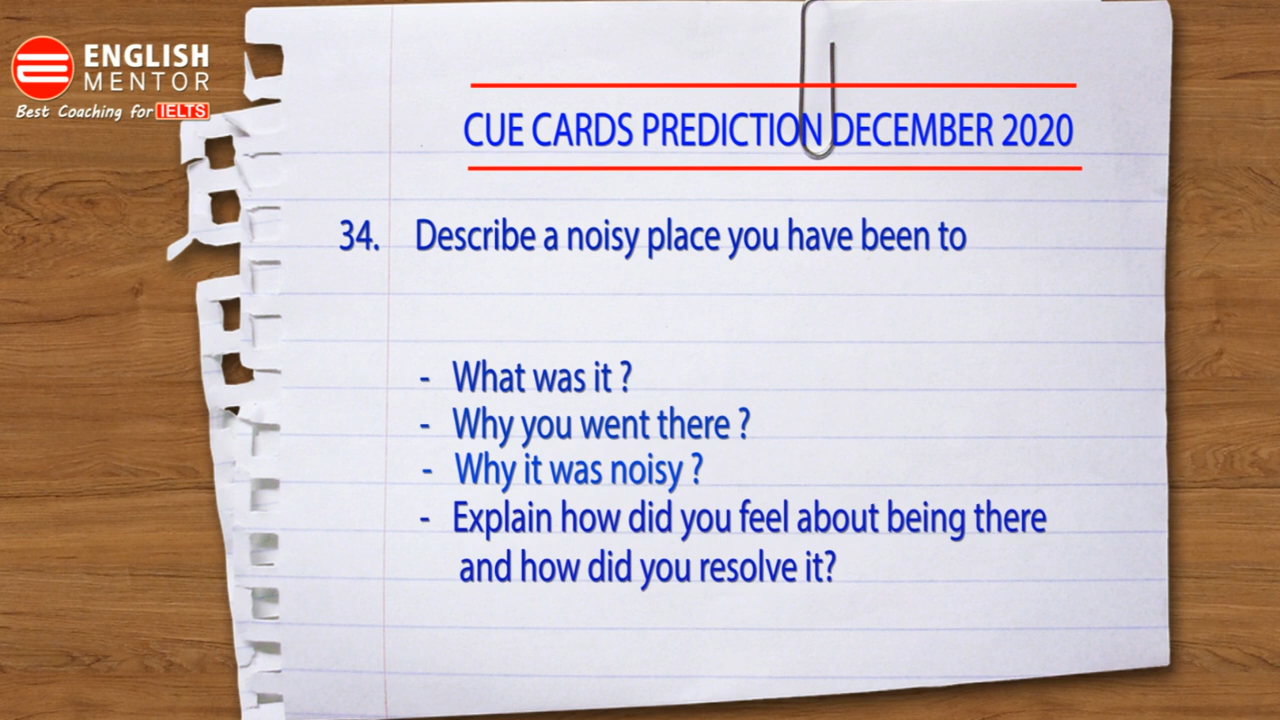 ENGLISH
MENTOR
Best Coaching for IELTS
CUE CARDS PREDICTION DECEMBER 2020
34. Describe a noisy place you have been to
- What was it ?
- Why you went there ?
- Why it was noisy ?
- Explain how did you feel about being there
and how did you resolve it?